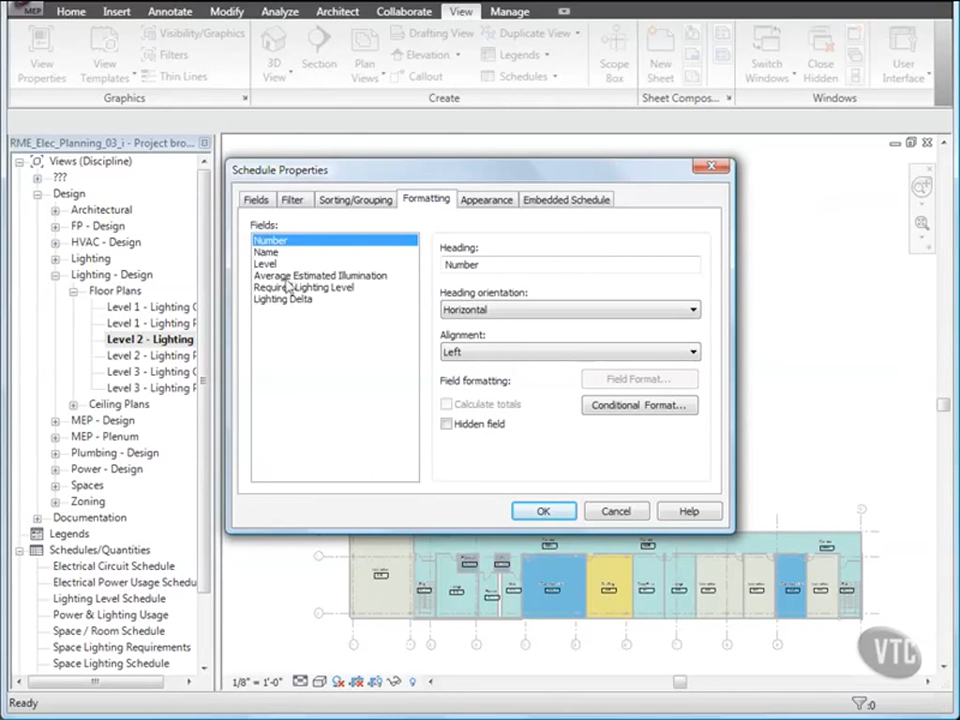 MEP Home Insert Annotate Modify Analyze Architect Collaborate View Manage
View Properties
View Templates
Visibility/Graphics
Filters
Thin Lines
3D View
Section
Plan Views
Drafting View
Elevation
Callout
Duplicate View
Legends
Schedules
Scope Box
New Sheet
Switch Windows
Close Hidden
User Interface
Graphics Create Sheet Compos... Windows
RME_Elec_Planning_03_i - Project bro...
Views (Discipline)
???
Design
Architectural
FP - Design
HVAC - Design
Lighting
Lighting - Design
Floor Plans
Level 1 - Lighting C
Level 1 - Lighting P
Level 2 - Lighting
Level 2 - Lighting P
Level 3 - Lighting C
Level 3 - Lighting P
Ceiling Plans
MEP - Design
MEP - Plenum
Plumbing - Design
Power - Design
Spaces
Zoning
Documentation
Legends
Schedules/Quantities
Electrical Circuit Schedule
Electrical Power Usage Schedu
Lighting Level Schedule
Power & Lighting Usage
Space / Room Schedule
Space Lighting Requirements
Space Lighting Schedule
Schedule Properties
Fields Filter Sorting/Grouping Formatting Appearance Embedded Schedule
Fields:
Number
Name
Level
Average Estimated Illumination
Required Lighting Level
Lighting Delta
Heading:
Number
Heading orientation:
Horizontal
Alignment:
Left
Field formatting: Field Format...
Calculate totals Conditional Format...
Hidden field
OK Cancel Help
VTC
1/8" = 1'-0"
Ready :0